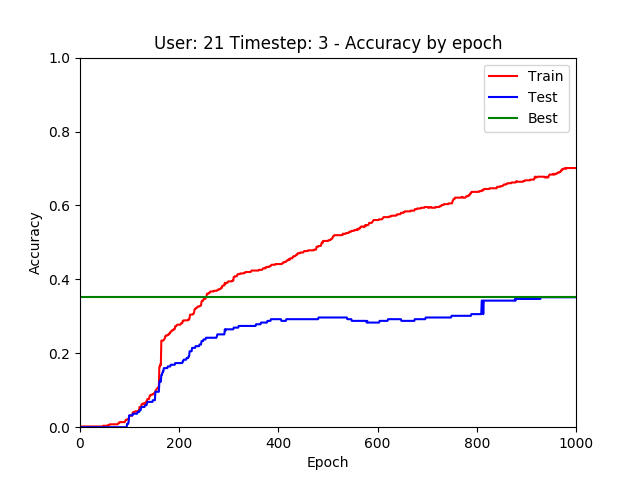 User: 21 Timestep: 3 - Accuracy by epoch
1.0
0.8
0.6
0.4
0.2
0.0
Accuracy
Train
Test
Best
0 200 400 600 800 1000
Epoch